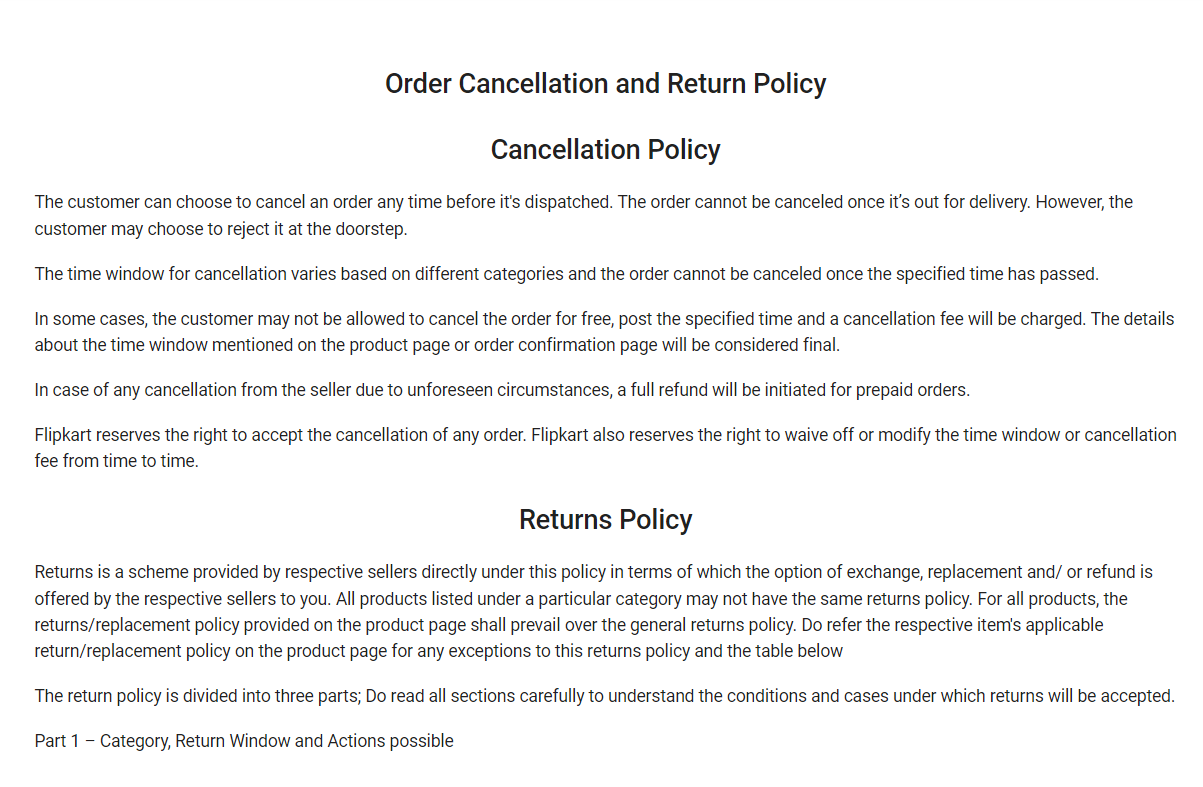 Order Cancellation and Return Policy
Cancellation Policy
The customer can choose to cancel an order any time before it's dispatched. The order cannot be canceled once it’s out for delivery. However, the
customer may choose to reject it at the doorstep.
The time window for cancellation varies based on different categories and the order cannot be canceled once the specified time has passed.
In some cases, the customer may not be allowed to cancel the order for free, post the specified time and a cancellation fee will be charged. The details
about the time window mentioned on the product page or order confirmation page will be considered final.
In case of any cancellation from the seller due to unforeseen circumstances, a full refund will be initiated for prepaid orders.
Flipkart reserves the right to accept the cancellation of any order. Flipkart also reserves the right to waive off or modify the time window or cancellation
fee from time to time.
Returns Policy
Returns is a scheme provided by respective sellers directly under this policy in terms of which the option of exchange, replacement and/ or refund is
offered by the respective sellers to you. All products listed under a particular category may not have the same returns policy. For all products, the
returns/replacement policy provided on the product page shall prevail over the general returns policy. Do refer the respective item's applicable
return/replacement policy on the product page for any exceptions to this returns policy and the table below
The return policy is divided into three parts; Do read all sections carefully to understand the conditions and cases under which returns will be accepted.
Part 1 – Category, Return Window and Actions possible